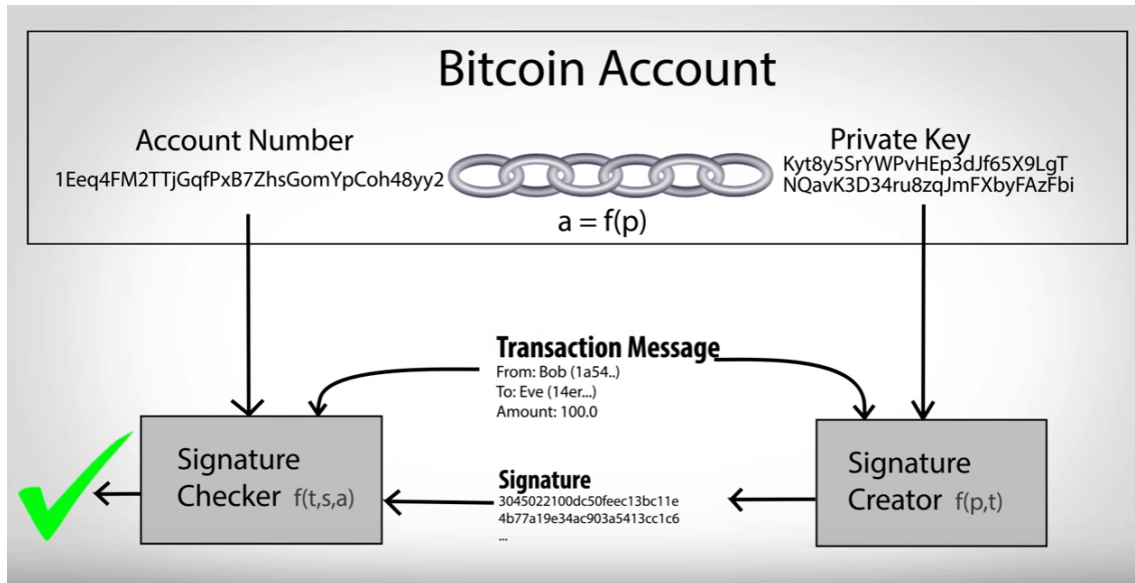 Bitcoin Account
Account Number
1Eeq4FM2TTjGqfPxB7ZhsGomYpCoh48yy2
Private Key
Kyt8y5SrYWPvHEp3dJf65X9LgT
NQavK3D34ru8zqJmFXbyFAzFbi
a = f(p)
Transaction Message
From: Bob (1a54..)
To: Eve (14er...)
Amount: 100.0
Signature
Checker f(t,s,a)
Signature
3045022100dc50feec13bc11e
4b77a19e34ac903a5413cc1c6
...
Signature
Creator f(p,t)